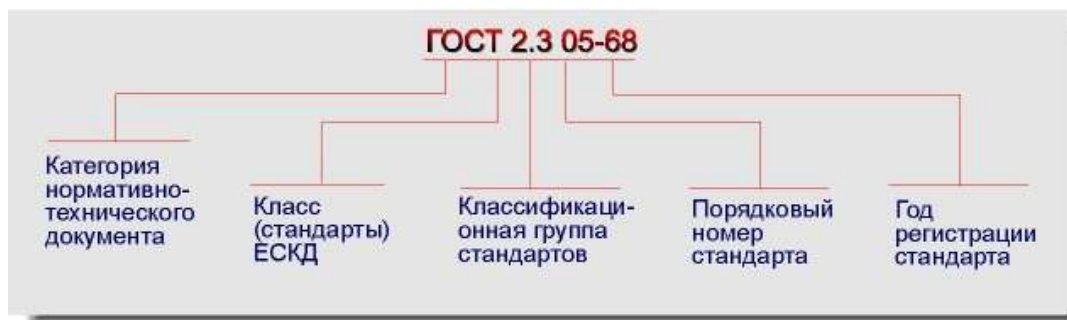 ГОСТ 2.3 05-68
Категория
нормативно-
технического
документа
Класс
(стандарты)
ЕСКД
Классификаци-
онная группа
стандартов
Порядковый
номер
стандарта
Год
регистрации
стандарта